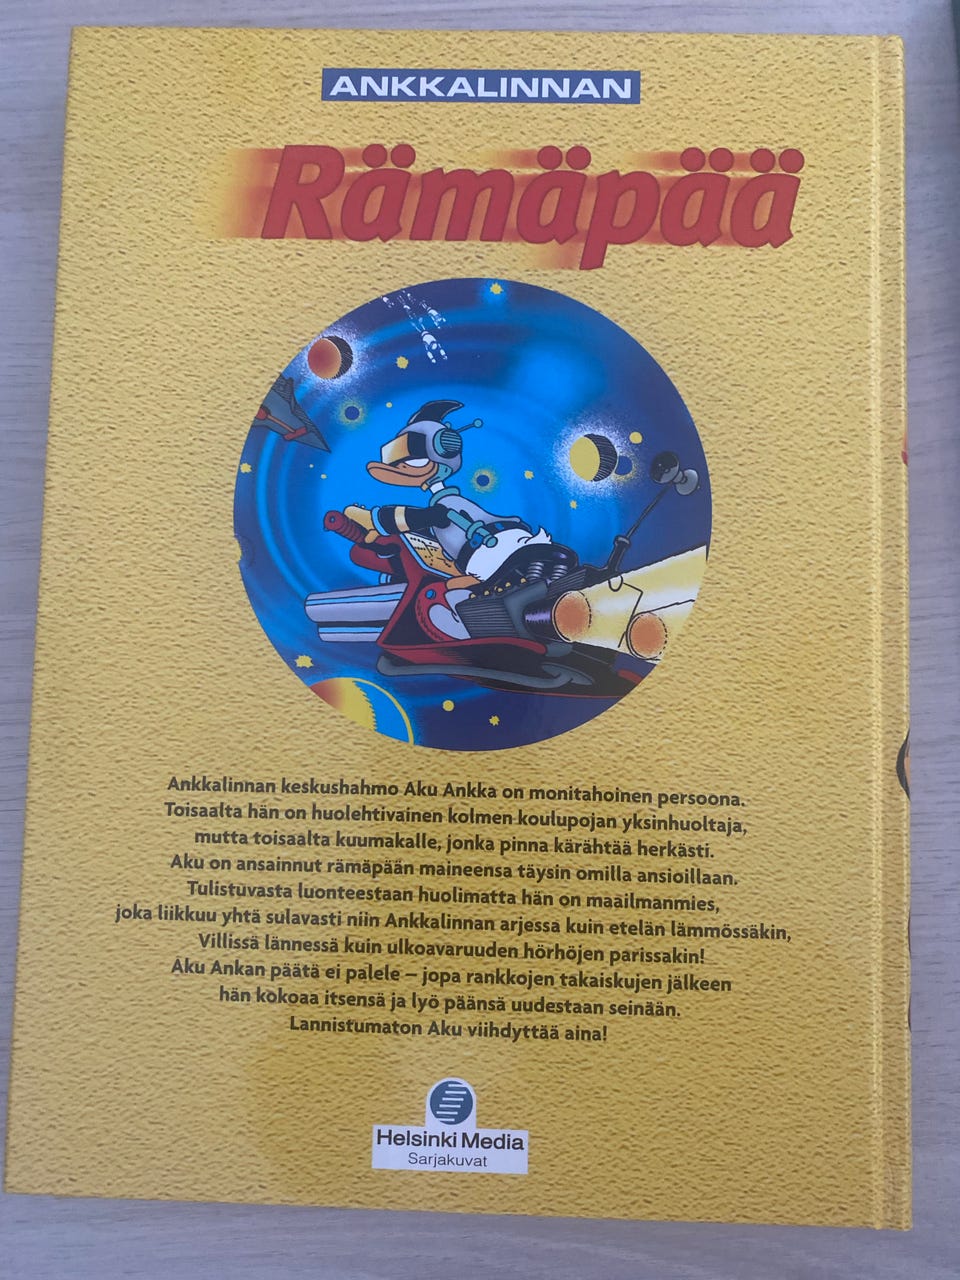 ANKKALINNAN
Rämäpää
Ankkalinnan keskushahmo Aku Ankka on monitahoinen persoona.
Toisaalta hän on huolehtivainen kolmen koulupojan yksinhuoltaja,
mutta toisaalta kuumakalle, jonka pinna kärähtää herkästi.
Aku on ansainnut rämäpään maineensa täysin omilla ansioillaan.
Tulistuvasta luonteestaan huolimatta hän on maailmanmies,
joka liikkuu yhtä sulavasti niin Ankkalinnan arjessa kuin etelän lämmössäkin,
Villissä lännessä kuin ulkoavaruuden hörhöjen parissakin!
Aku Ankan päätä ei palele – jopa rankkojen takaiskujen jälkeen
hän kokoaa itsensä ja lyö päänsä uudestaan seinään.
Lannistumaton Aku viihdyttää aina!
Helsinki Media
Sarjakuvat